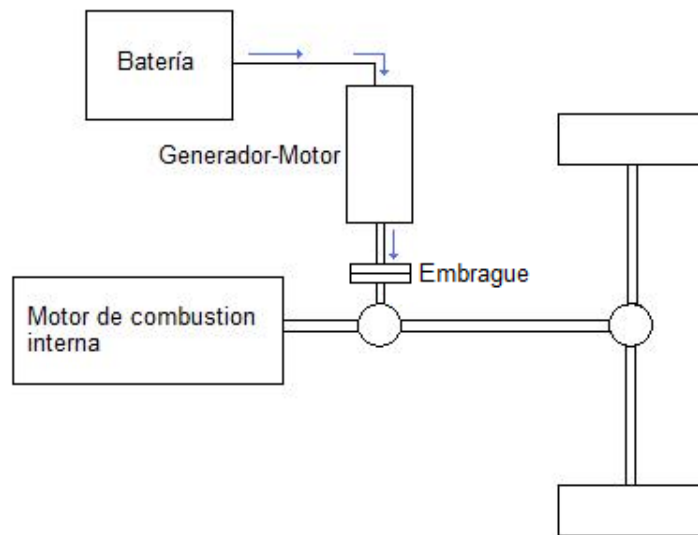 Batería
Generador-Motor
Embrague
Motor de combustion
interna